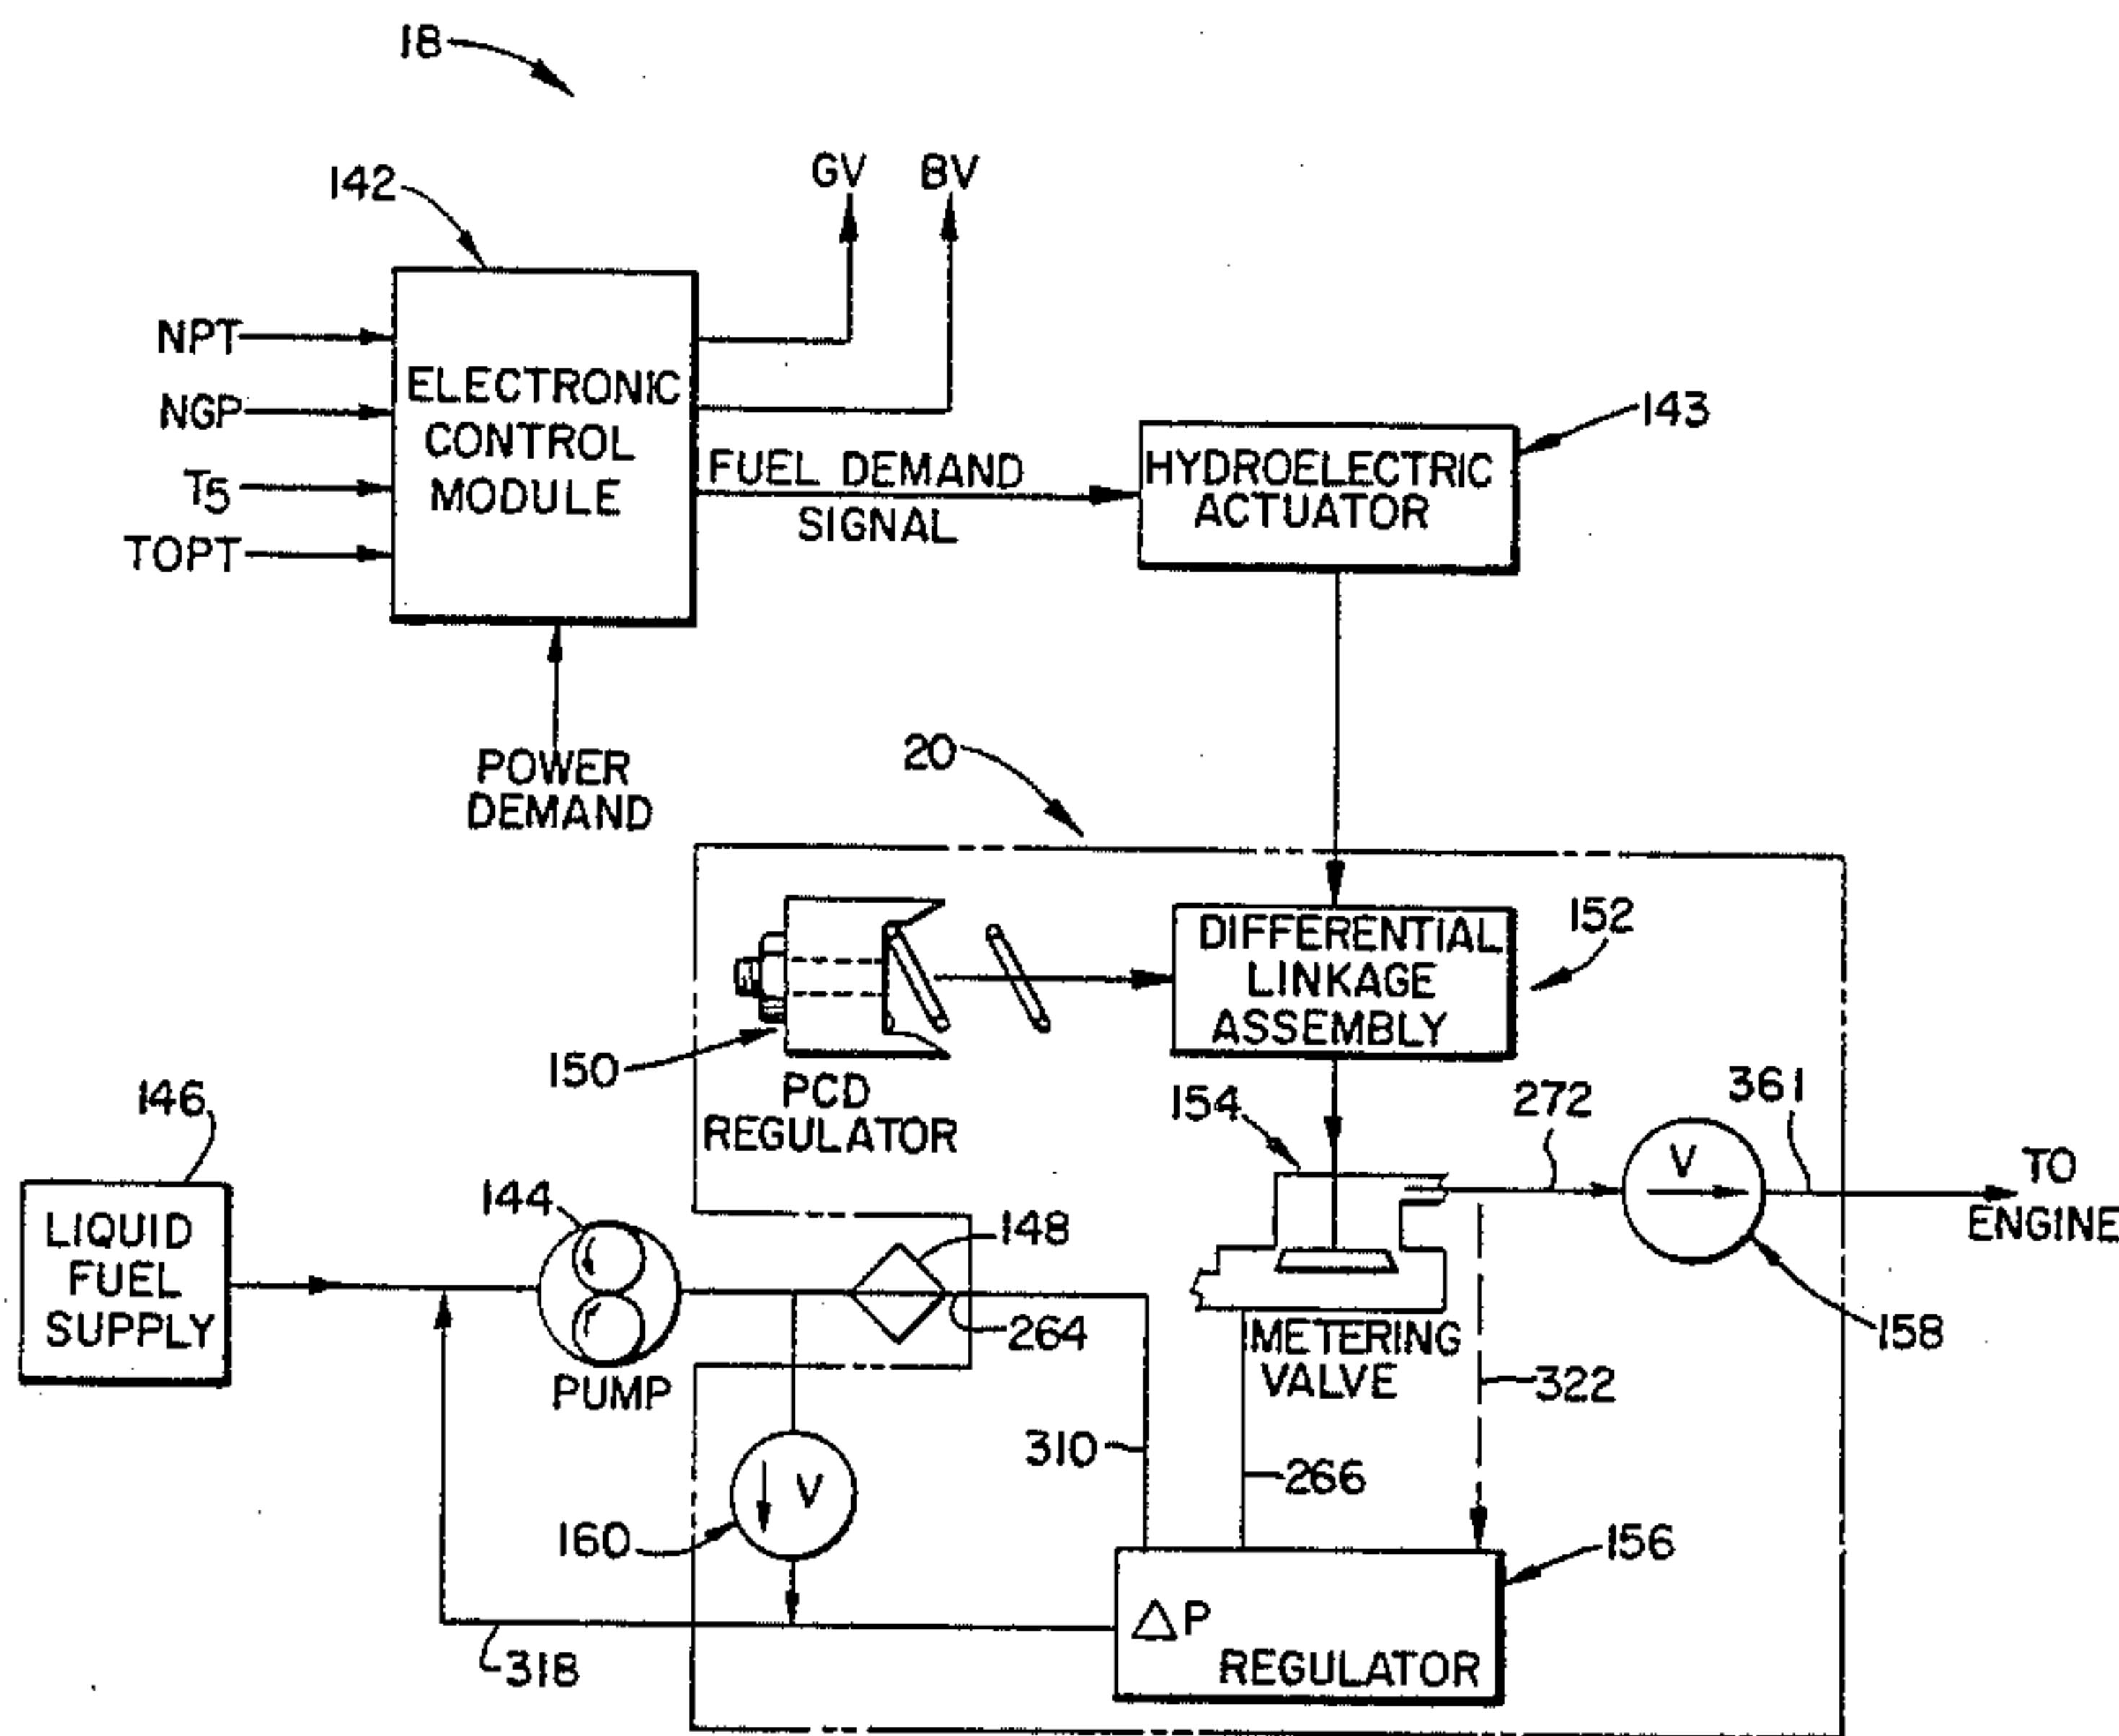 18
142
GV
BV
NPT
NGP
T5
TOPT
ELECTRONIC
CONTROL
MODULE
FUEL DEMAND
SIGNAL
143
HYDROELECTRIC
ACTUATOR
POWER
DEMAND
20
152
DIFFERENTIAL
LINKAGE
ASSEMBLY
150
PCD
REGULATOR
146
LIQUID
FUEL
SUPPLY
144
PUMP
148
264
154
METERING
VALVE
272
V
361
TO
ENGINE
158
322
310
266
160
V
156
ΔP
REGULATOR
318